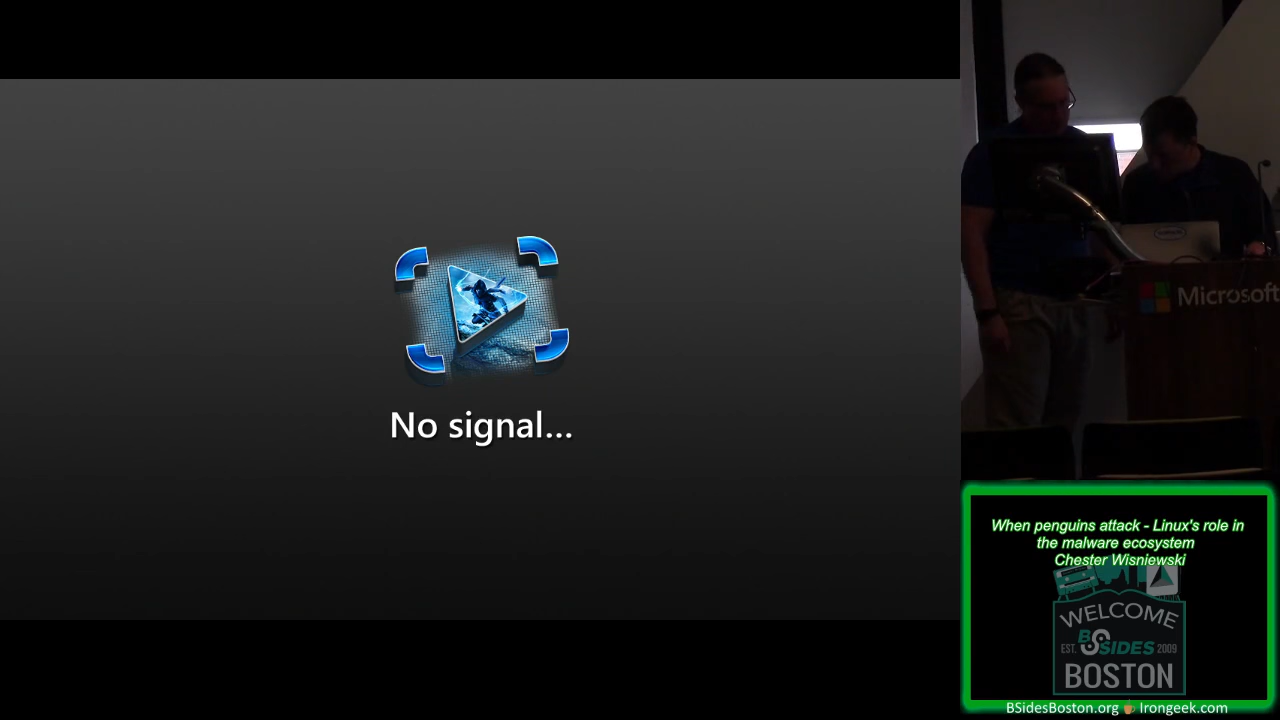 No signal...
Microsoft
When penguins attack - Linux's role in
the malware ecosystem
Chester Wisniewski
WELCOME
EST. BSIDES 2009
BOSTON
BSidesBoston.org Irongeek.com